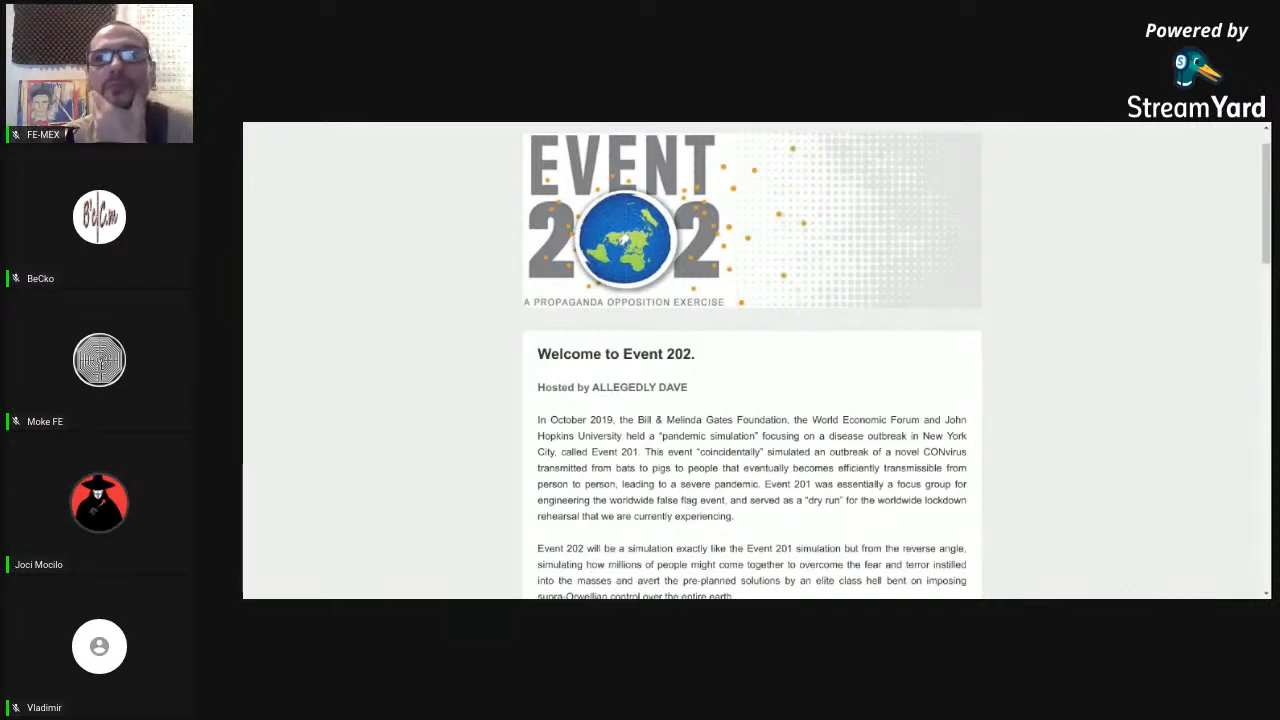 Powered by
StreamYard
FE-MEX
BeCko
Moke FE
Joci Mocilo
Vladimir
EVENT
202
A PROPAGANDA OPPOSITION EXERCISE
Welcome to Event 202.
Hosted by ALLEGEDLY DAVE
In October 2019, the Bill & Melinda Gates Foundation, the World Economic Forum and John
Hopkins University held a "pandemic simulation" focusing on a disease outbreak in New York
City, called Event 201. This event "coincidentally" simulated an outbreak of a novel CONvirus
transmitted from bats to pigs to people that eventually becomes efficiently transmissible from
person to person, leading to a severe pandemic. Event 201 was essentially a focus group for
engineering the worldwide false flag event, and served as a "dry run" for the worldwide lockdown
rehearsal that we are currently experiencing.
Event 202 will be a simulation exactly like the Event 201 simulation but from the reverse angle,
simulating how millions of people might come together to overcome the fear and terror instilled
into the masses and avert the pre-planned solutions by an elite class hell bent on imposing
supra-Orwellian control over the entire earth.